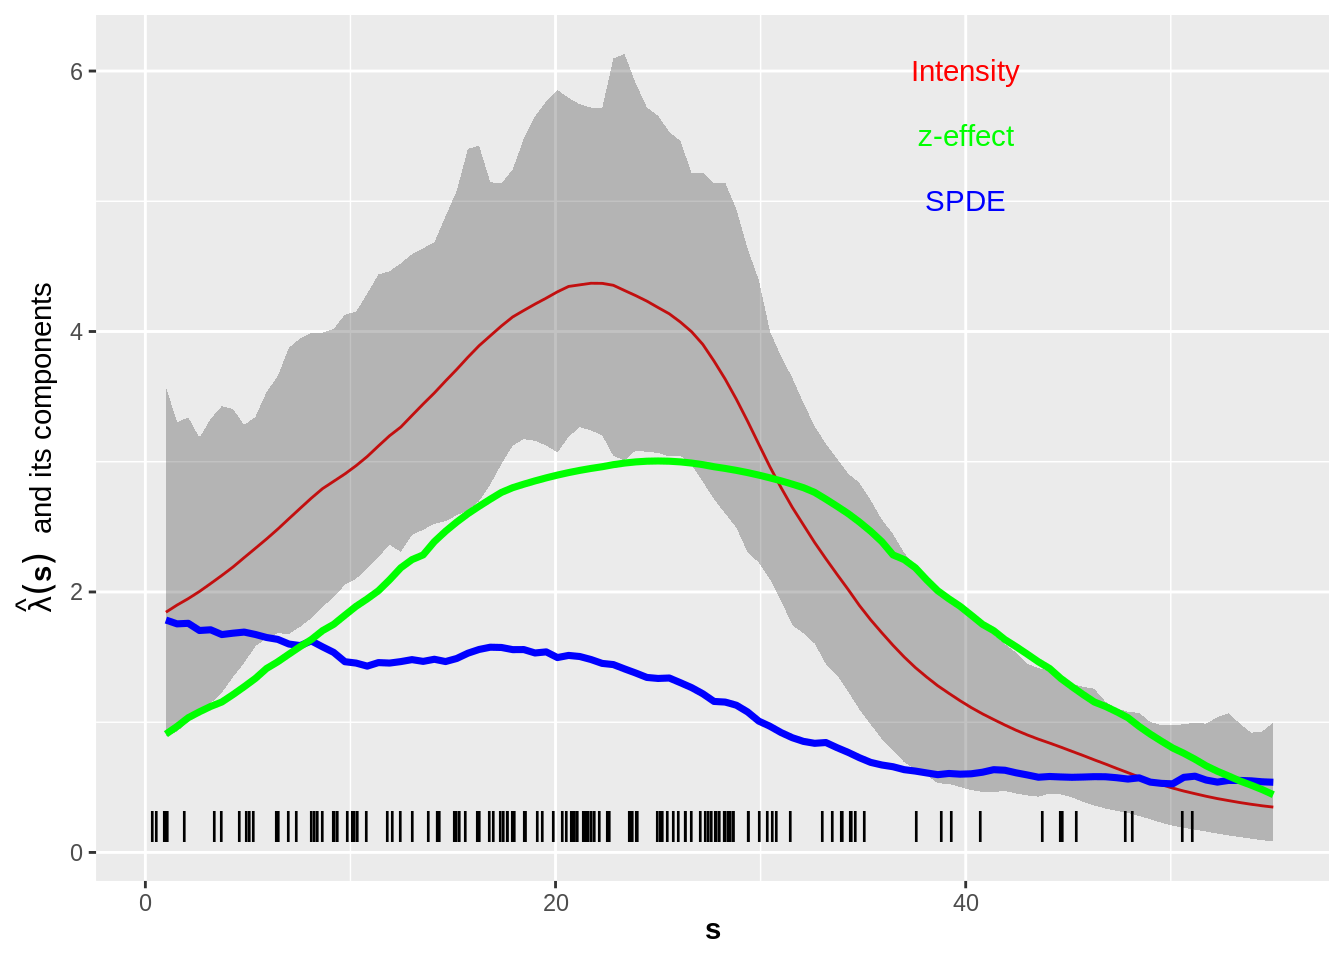 Intensity
z-effect
SPDE
λ̂(s) and its components
6
4
2
0
0 20 40
s